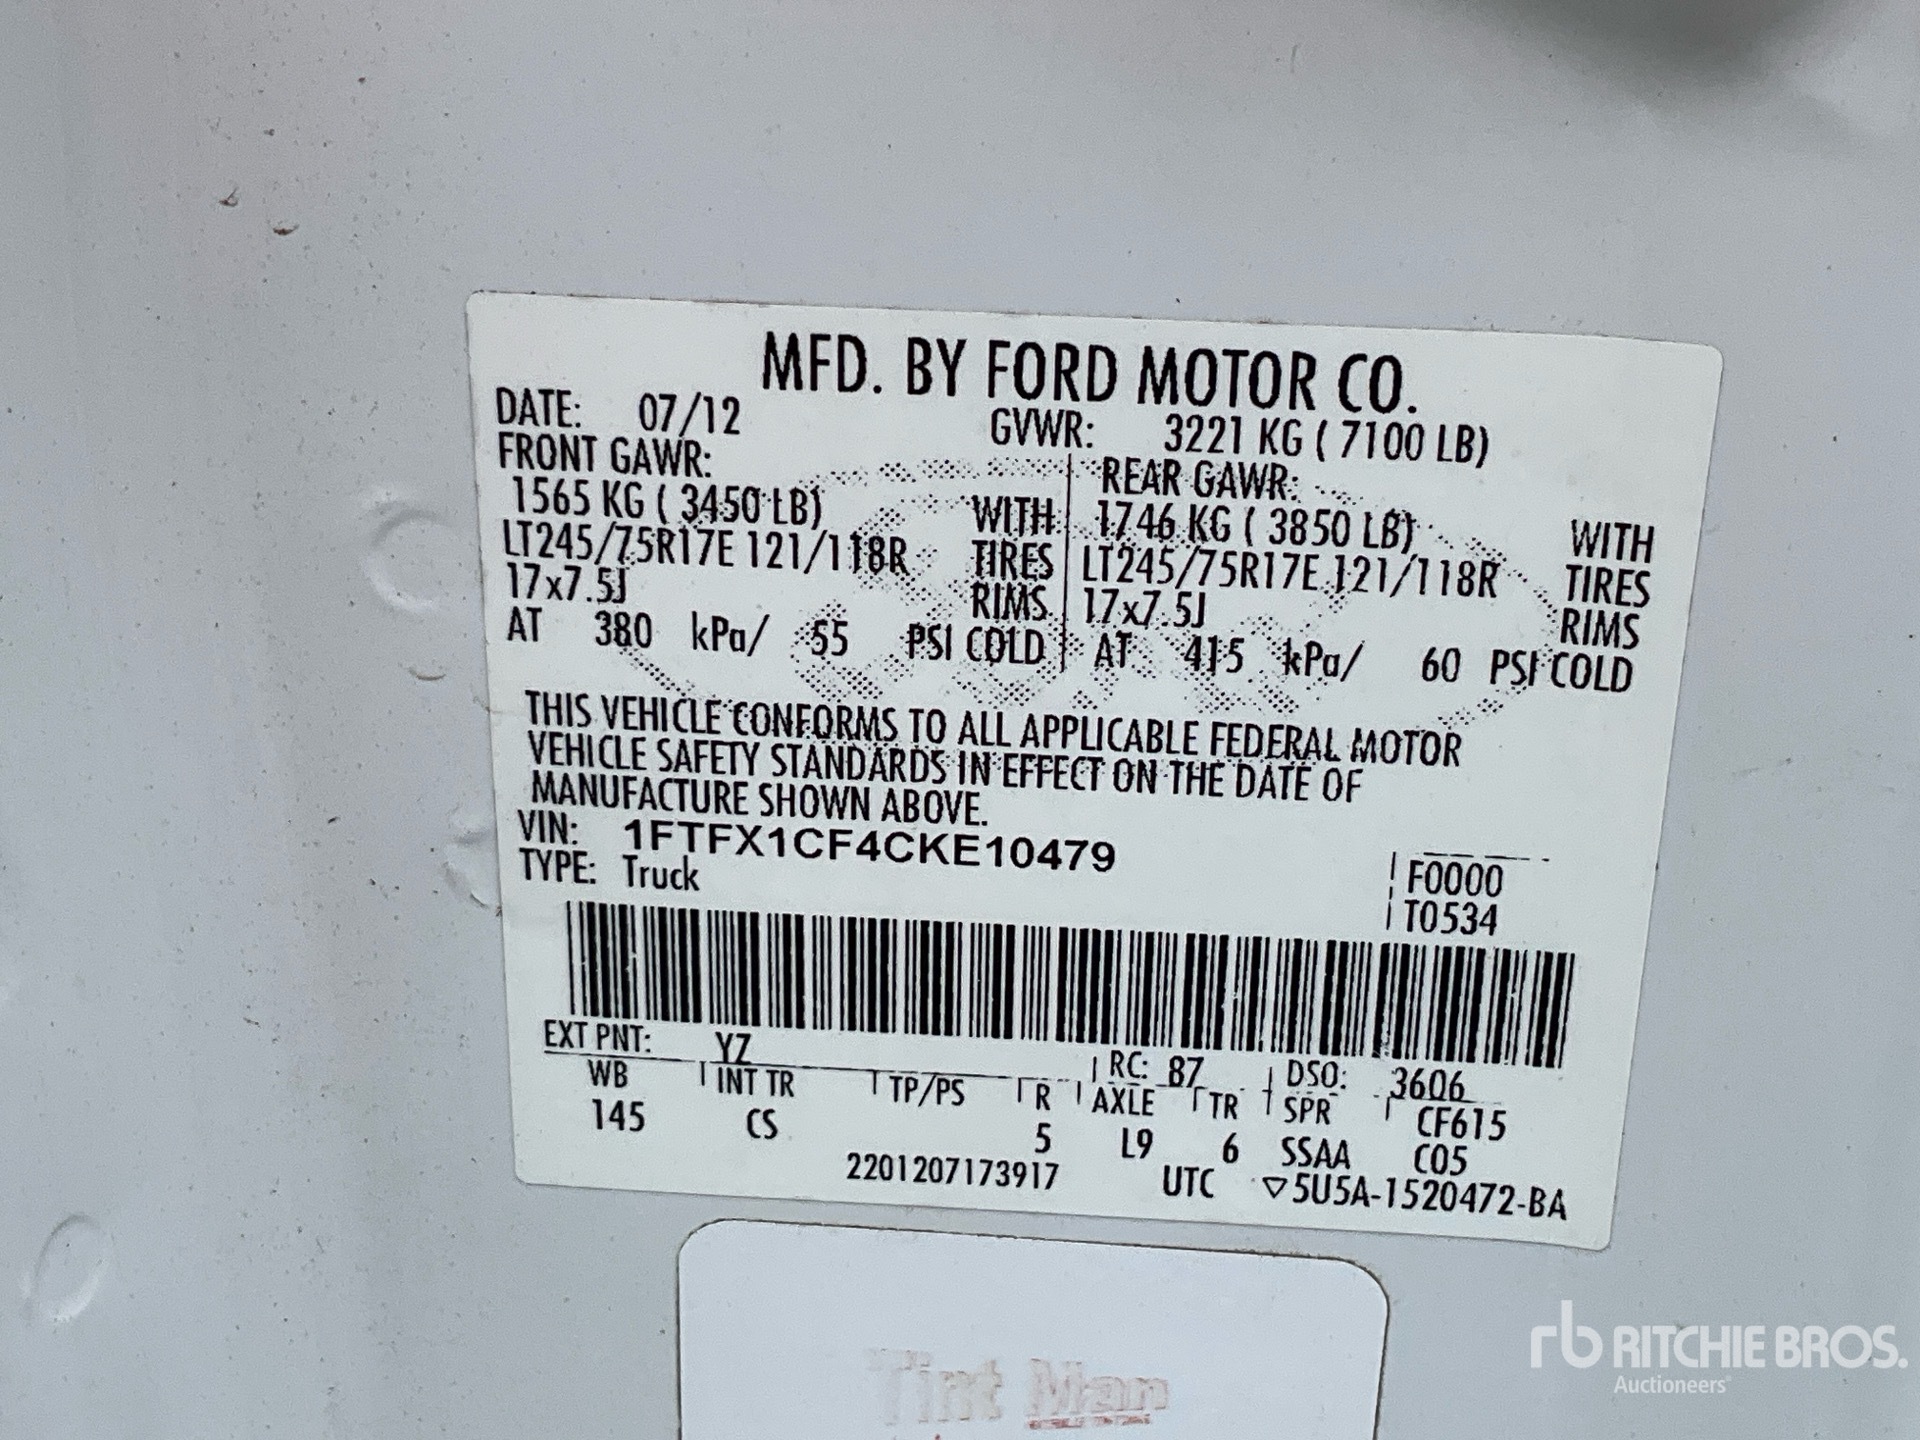 MFD. BY FORD MOTOR CO.
DATE: 07/12 GVWR: 3221 KG ( 7100 LB)
FRONT GAWR: REAR GAWR:
1565 KG ( 3450 LB) WITH 1746 KG ( 3850 LB) WITH
LT245/75R17E 121/118R TIRES LT245/75R17E 121/118R TIRES
17x7.5J RIMS 17x7.5J RIMS
AT 380 kPa/ 55 PSI COLD AT 415 kPa/ 60 PSI COLD
THIS VEHICLE CONFORMS TO ALL APPLICABLE FEDERAL MOTOR
VEHICLE SAFETY STANDARDS IN EFFECT ON THE DATE OF
MANUFACTURE SHOWN ABOVE.
VIN: 1FTFX1CF4CKE10479
TYPE: Truck F0000
T0534
EXT PNT: YZ RC: 87 DSO: 3606
WB INT TR TP/PS R AXLE TR SPR CF615
145 CS 5 L9 6 SSAA C05
2201207173917 UTC ▽5U5A-1520472-BA
Tint Man
rb RITCHIE BROS.
Auctioneers